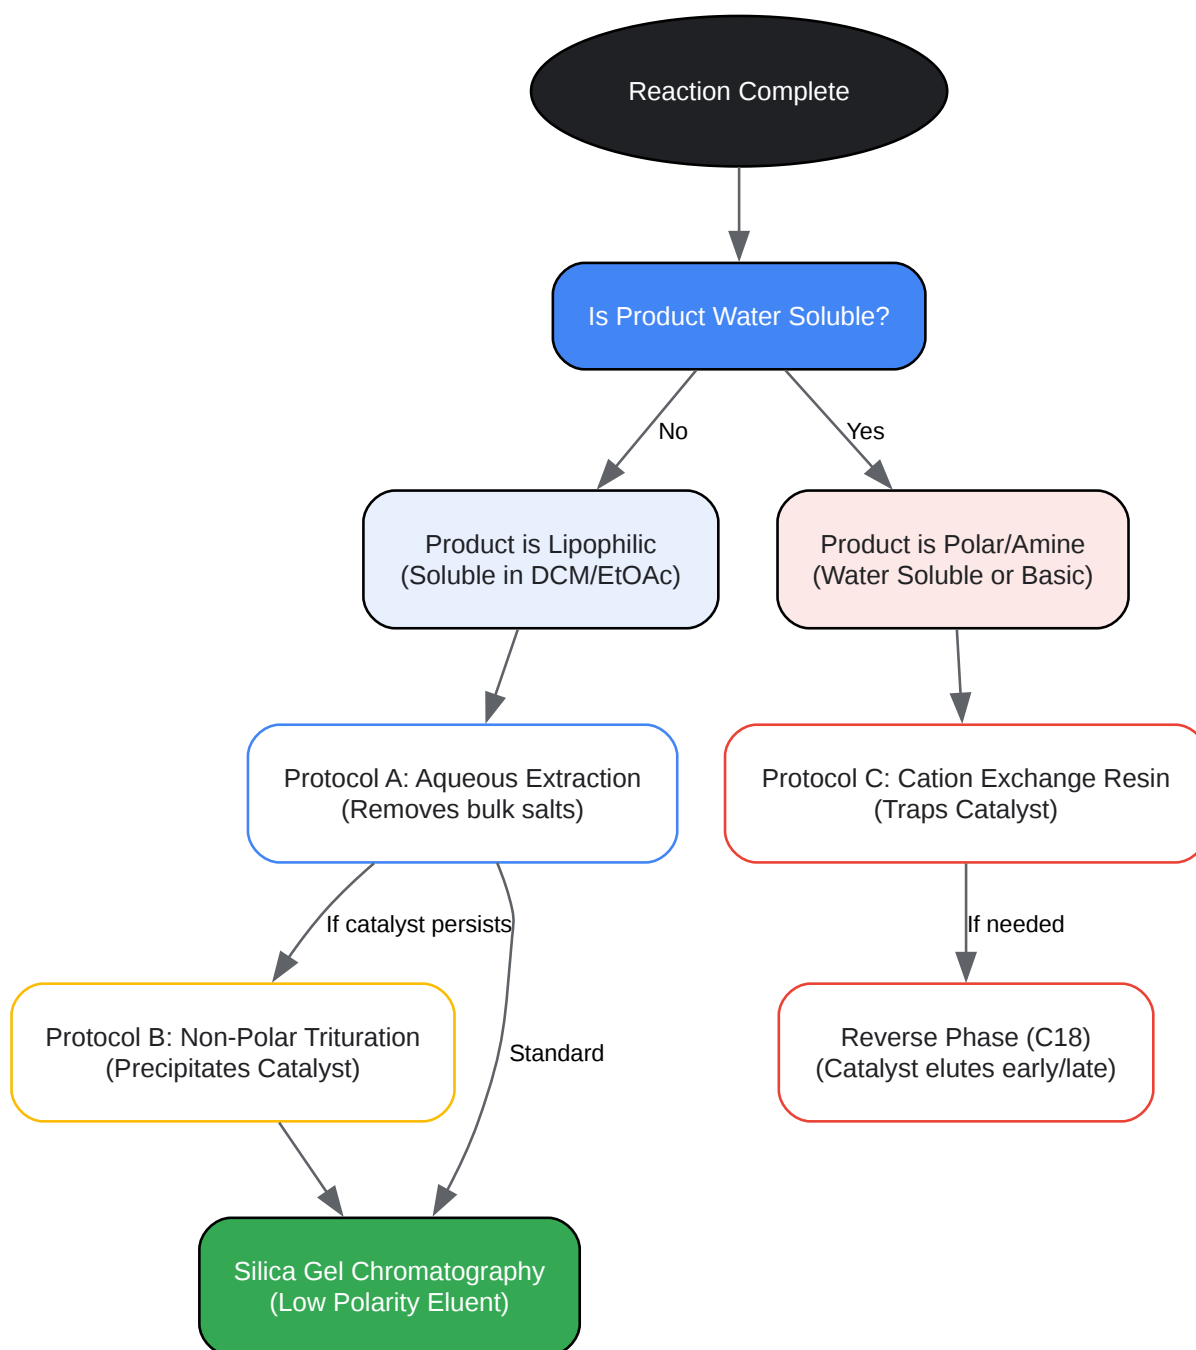 Reaction Complete
Is Product Water Soluble?
No
Yes
Product is Lipophilic
(Soluble in DCM/EtOAc)
Product is Polar/Amine
(Water Soluble or Basic)
Protocol A: Aqueous Extraction
(Removes bulk salts)
Protocol C: Cation Exchange Resin
(Traps Catalyst)
If catalyst persists
If needed
Protocol B: Non-Polar Trituration
(Precipitates Catalyst)
Standard
Reverse Phase (C18)
(Catalyst elutes early/late)
Silica Gel Chromatography
(Low Polarity Eluent)